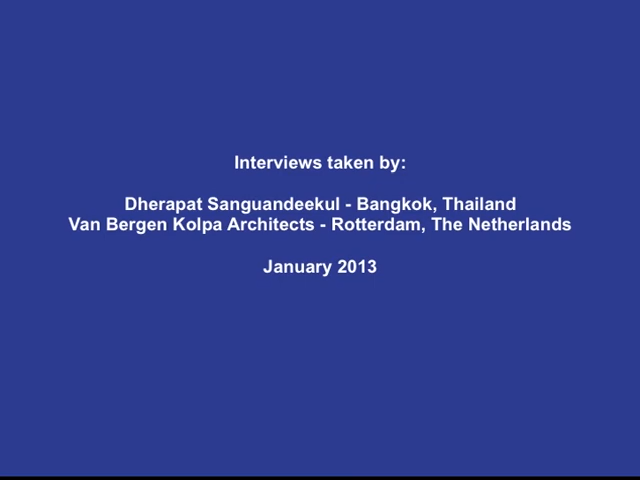 Interviews taken by:
Dherapat Sanguandeekul - Bangkok, Thailand
Van Bergen Kolpa Architects - Rotterdam, The Netherlands
January 2013